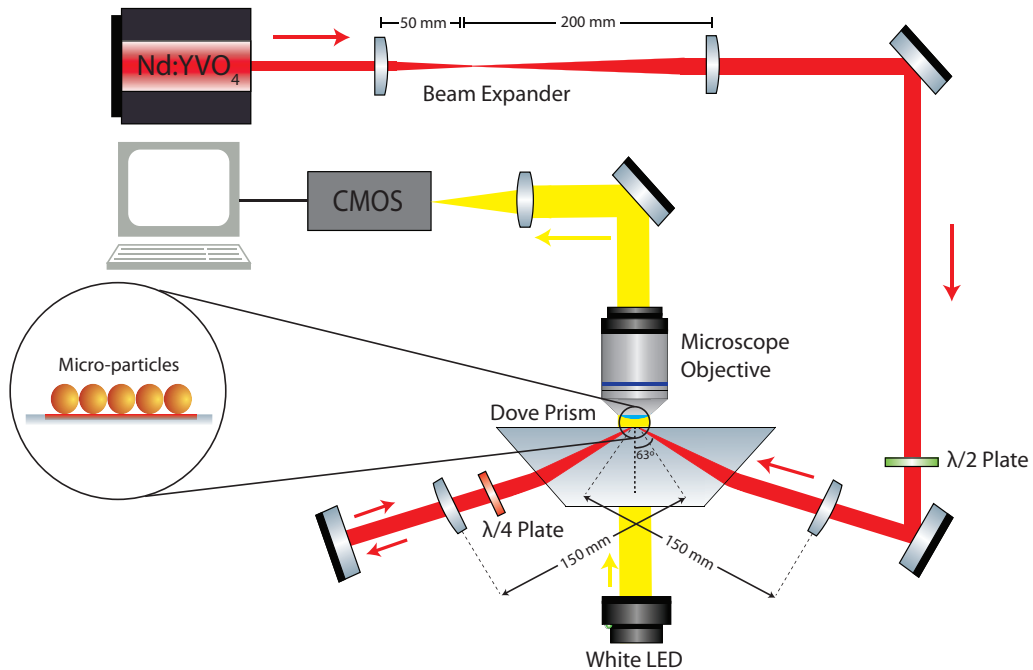 50 mm
200 mm
Nd:YVO₄
Beam Expander
CMOS
Micro-particles
Microscope
Objective
Dove Prism
63°
λ/2 Plate
λ/4 Plate
150 mm
150 mm
White LED